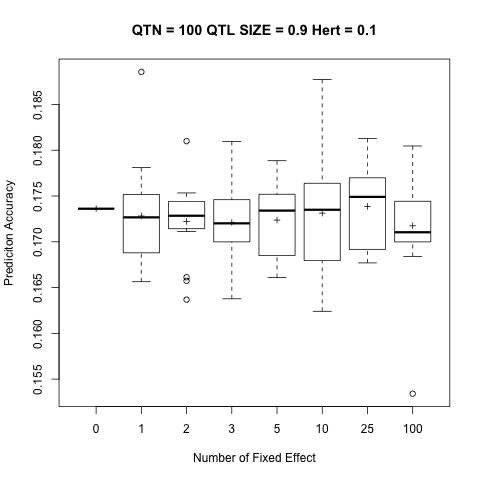 QTN = 100 QTL SIZE = 0.9 Hert = 0.1
Prediciton Accuracy
0.185
0.180
0.175
0.170
0.165
0.160
0.155
0 1 2 3 5 10 25 100
Number of Fixed Effect